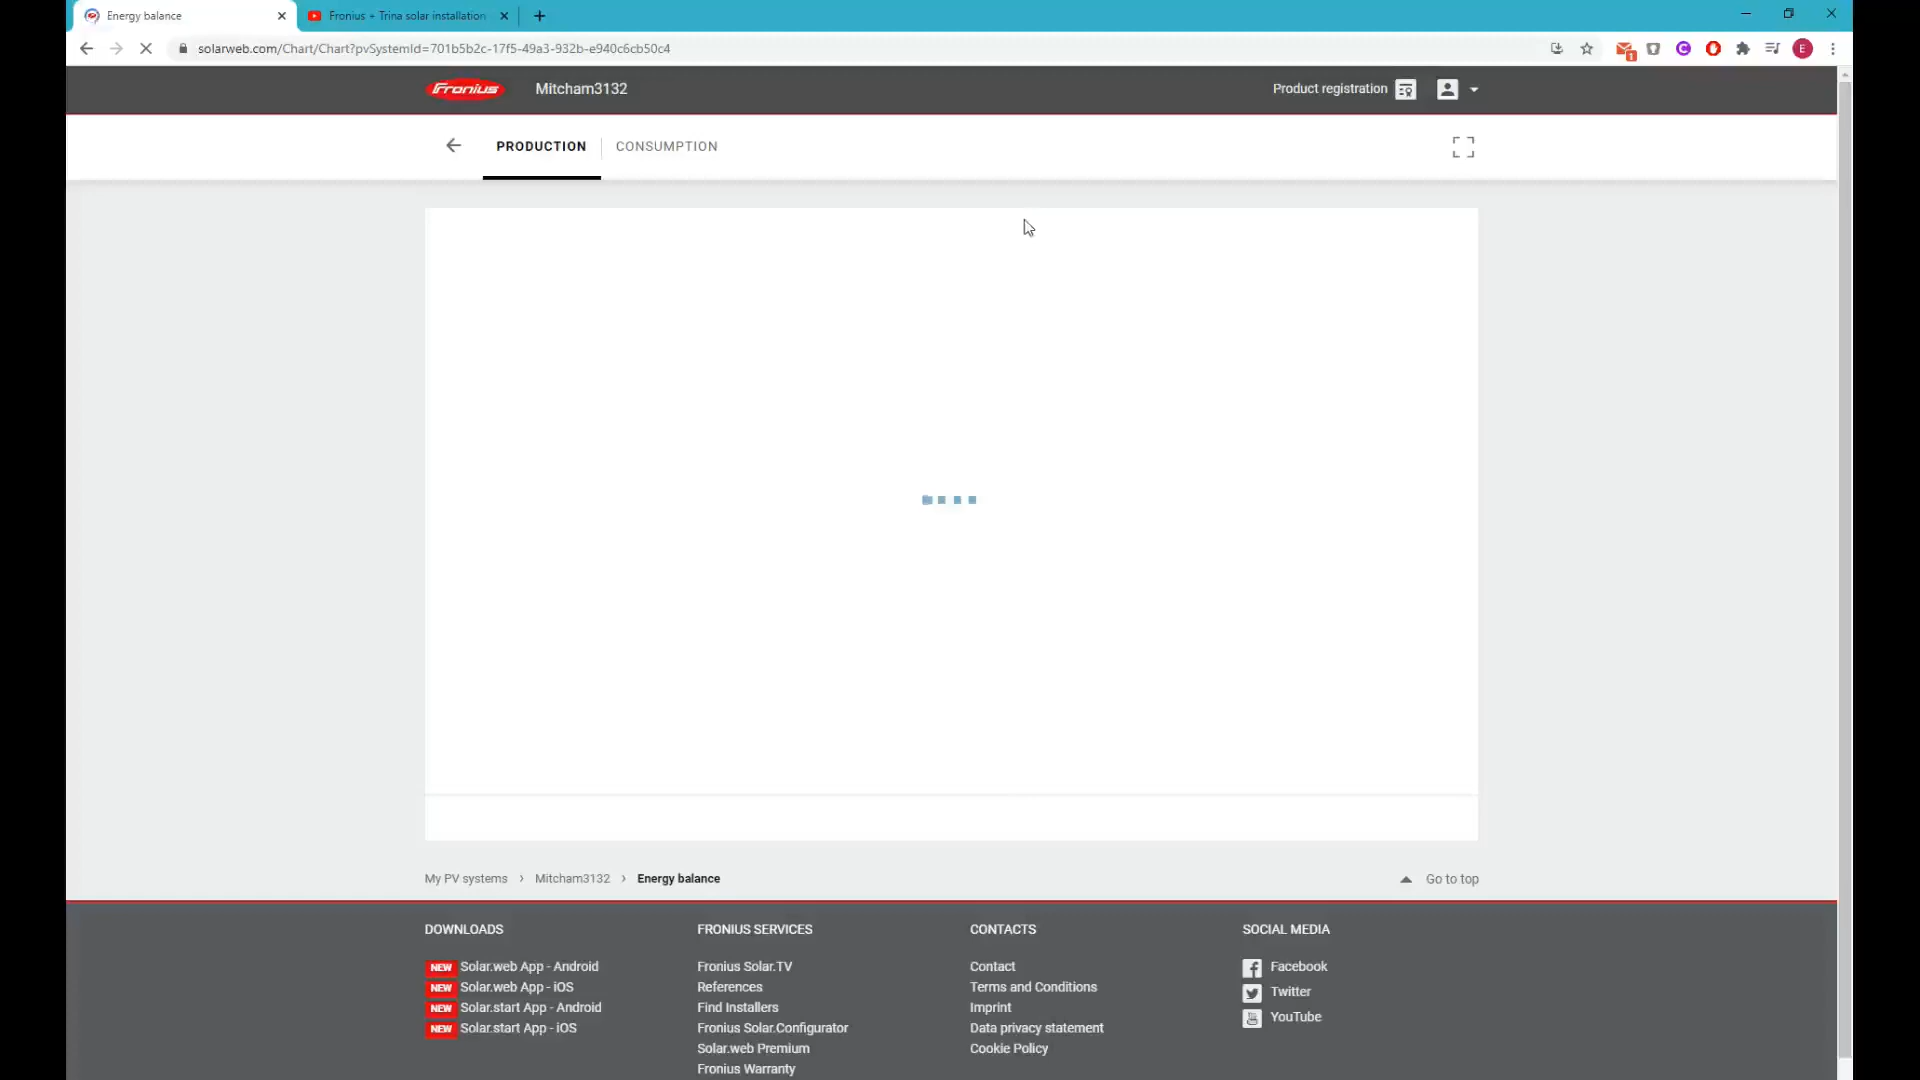 Energy balance
Fronius + Trina solar installation
solarweb.com/Chart/Chart?pvSystemId=701b5b2c-17f5-49a3-932b-e940c6cb50c4
1
E
Fronius
Mitcham3132
Product registration
PRODUCTION
CONSUMPTION
My PV systems > Mitcham3132 > Energy balance
Go to top
DOWNLOADS
NEW Solar.web App - Android
NEW Solar.web App - iOS
NEW Solar.start App - Android
NEW Solar.start App - iOS
FRONIUS SERVICES
Fronius Solar.TV
References
Find Installers
Fronius Solar.Configurator
Solar.web Premium
Fronius Warranty
CONTACTS
Contact
Terms and Conditions
Imprint
Data privacy statement
Cookie Policy
SOCIAL MEDIA
Facebook
Twitter
YouTube